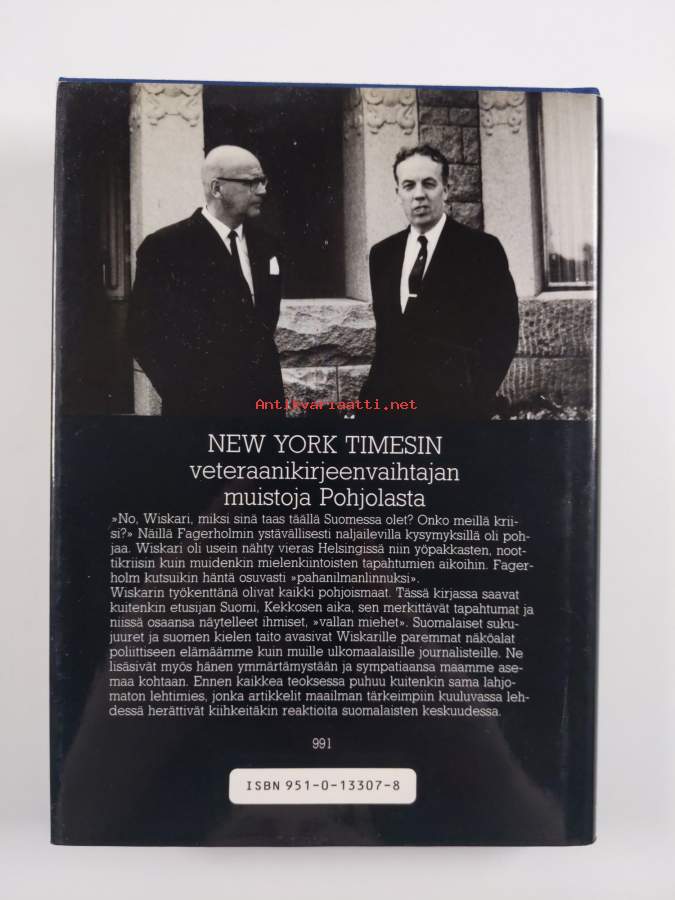 Antikvariaatti.net
NEW YORK TIMESIN
veteraanikirjeenvaihtajan
muistoja Pohjolasta
»No, Wiskari, miksi sinä taas täällä Suomessa olet? Onko meillä krii-
si?» Näillä Fagerholmin ystävällisesti naljailevilla kysymyksillä oli poh-
jaa. Wiskari oli usein nähty vieras Helsingissä niin yöpakkasten, noot-
tikriisin kuin muidenkin mielenkiintoisten tapahtumien aikoihin. Fager-
holm kutsuikin häntä osuvasti »pahanilmanlinnuksi».
Wiskarin työkenttänä olivat kaikki pohjoismaat. Tässä kirjassa saavat
kuitenkin etusijan Suomi, Kekkosen aika, sen merkittävät tapahtumat ja
niissä osaansa näytelleet ihmiset, »vallan miehet». Suomalaiset suku-
juuret ja suomen kielen taito avasivat Wiskarille paremmat näköalat
poliittiseen elämäämme kuin muille ulkomaalaisille journalisteille. Ne
lisäsivät myös hänen ymmärtämystään ja sympatiaansa maamme ase-
maa kohtaan. Ennen kaikkea teoksessa puhuu kuitenkin sama lahjo-
maton lehtimies, jonka artikkelit maailman tärkeimpiin kuuluvassa leh-
dessä herättivät kiihkeitäkin reaktioita suomalaisten keskuudessa.
991
ISBN 951-0-13307-8